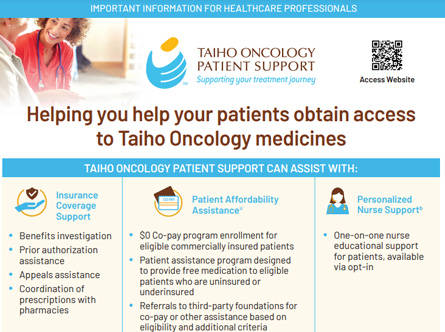 IMPORTANT INFORMATION FOR HEALTHCARE PROFESSIONALS
TAIHO ONCOLOGY
PATIENT SUPPORT
Supporting your treatment journey
Access Website
Helping you help your patients obtain access
to Taiho Oncology medicines
TAIHO ONCOLOGY PATIENT SUPPORT CAN ASSIST WITH:
Insurance
Coverage
Support
• Benefits investigation
• Prior authorization
assistance
• Appeals assistance
• Coordination of
prescriptions with
pharmacies
Patient Affordability
Assistance
• $0 Co-pay program enrollment for
eligible commercially insured patients
• Patient assistance program designed
to provide free medication to eligible
patients who are uninsured or
underinsured
• Referrals to third-party foundations for
co-pay or other assistance based on
eligibility and additional criteria
Personalized
Nurse Support
• One-on-one nurse
educational support
for patients, available
via opt-in